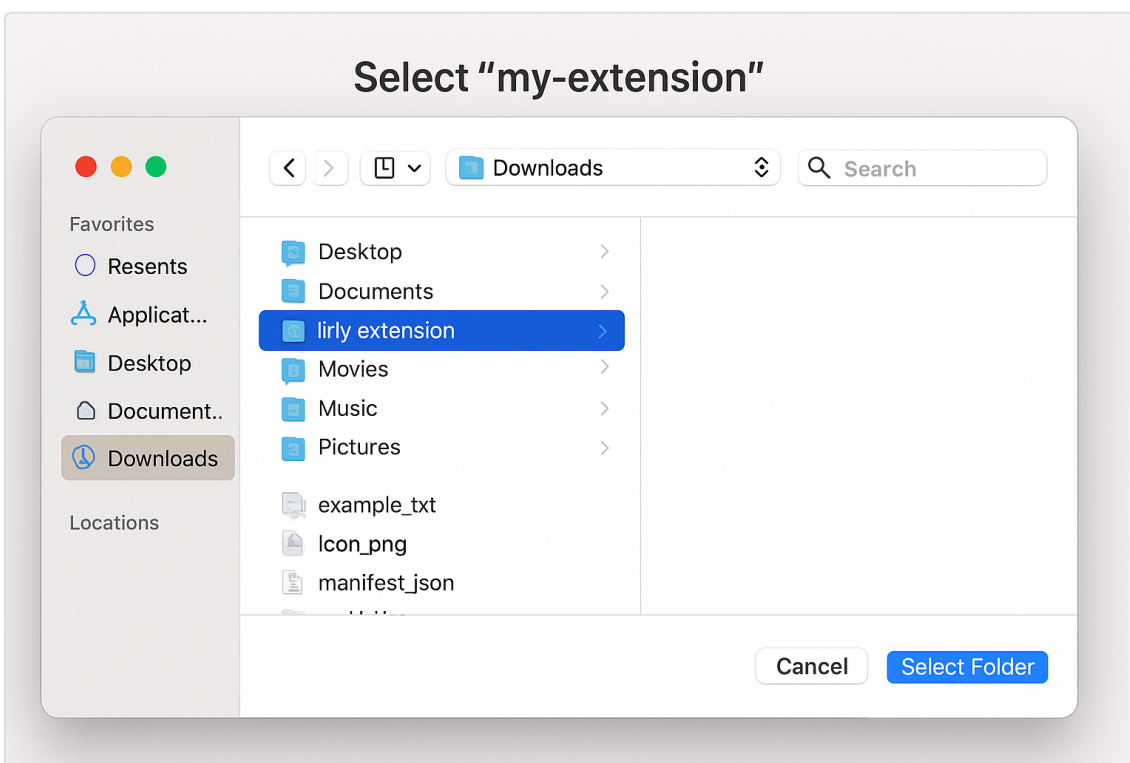 Select “my-extension”
Downloads
Search
Favorites
Resents
Applicat...
Desktop
Document..
Downloads
Locations
Desktop
Documents
lirly extension
Movies
Music
Pictures
example_txt
Icon_png
manifest_json
Cancel
Select Folder